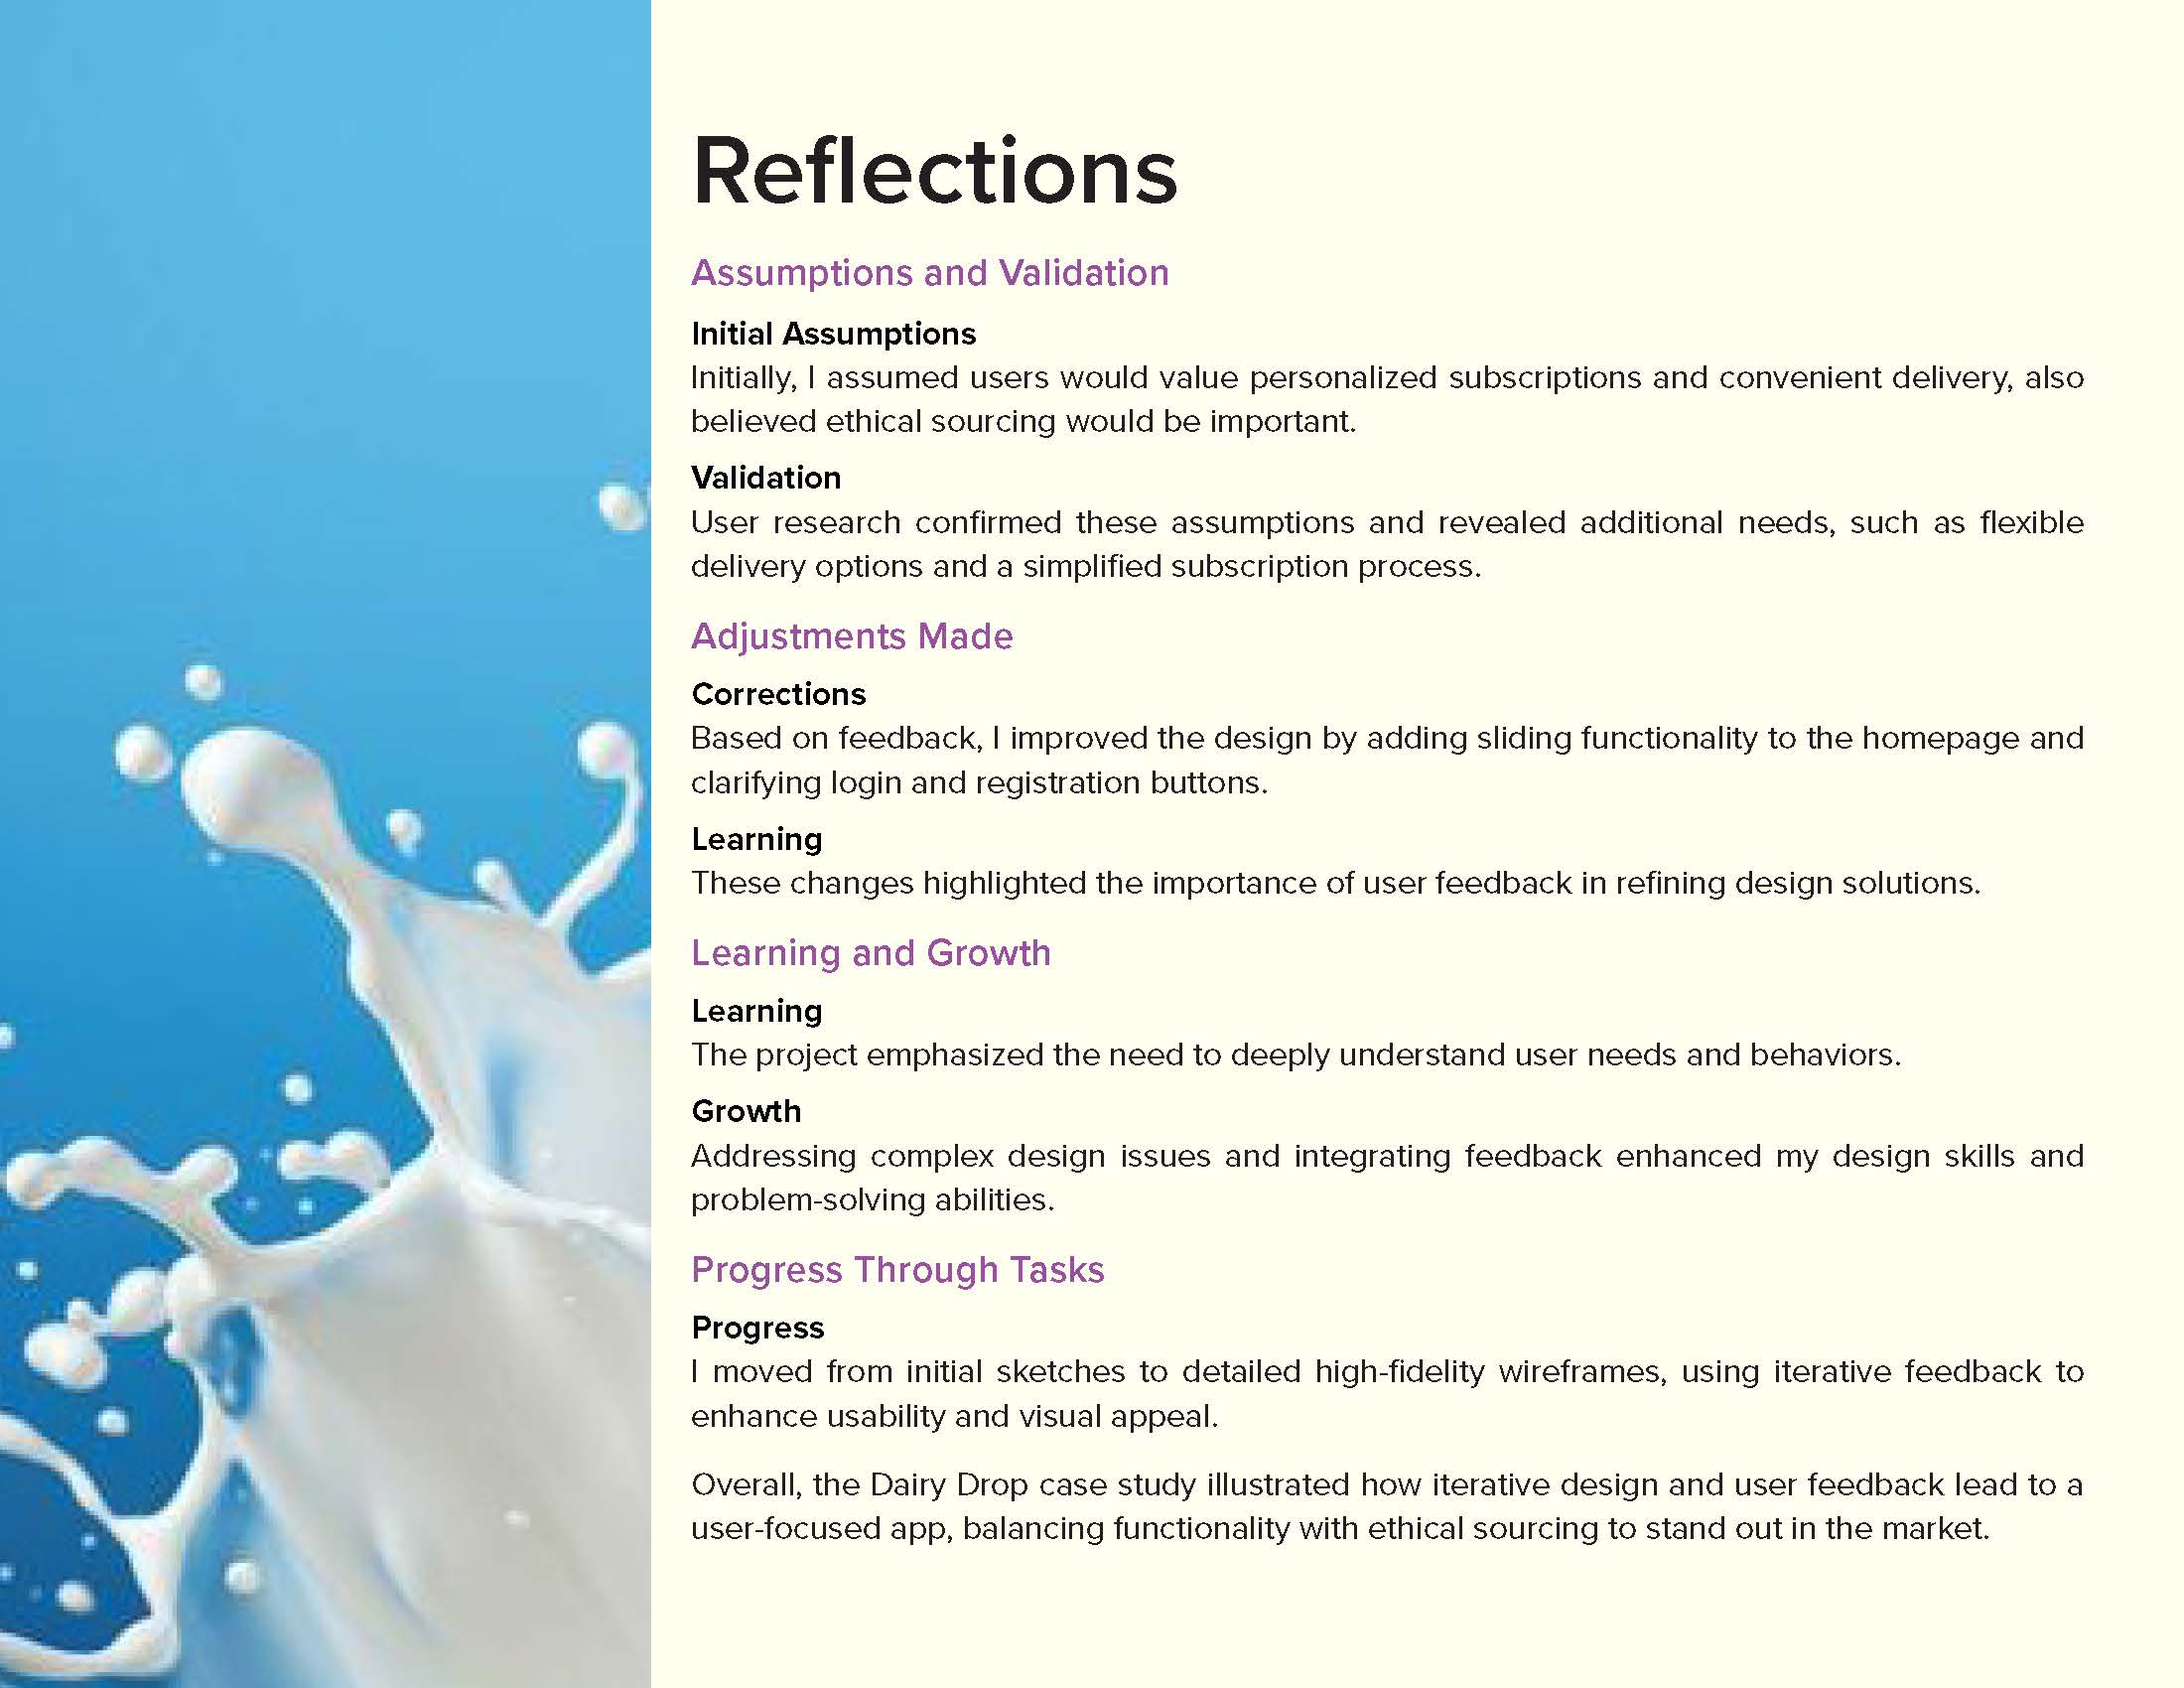 Reflections
Assumptions and Validation
Initial Assumptions
Initially, I assumed users would value personalized subscriptions and convenient delivery, also
believed ethical sourcing would be important.
Validation
User research confirmed these assumptions and revealed additional needs, such as flexible
delivery options and a simplified subscription process.
Adjustments Made
Corrections
Based on feedback, I improved the design by adding sliding functionality to the homepage and
clarifying login and registration buttons.
Learning
These changes highlighted the importance of user feedback in refining design solutions.
Learning and Growth
Learning
The project emphasized the need to deeply understand user needs and behaviors.
Growth
Addressing complex design issues and integrating feedback enhanced my design skills and
problem-solving abilities.
Progress Through Tasks
Progress
I moved from initial sketches to detailed high-fidelity wireframes, using iterative feedback to
enhance usability and visual appeal.
Overall, the Dairy Drop case study illustrated how iterative design and user feedback lead to a
user-focused app, balancing functionality with ethical sourcing to stand out in the market.